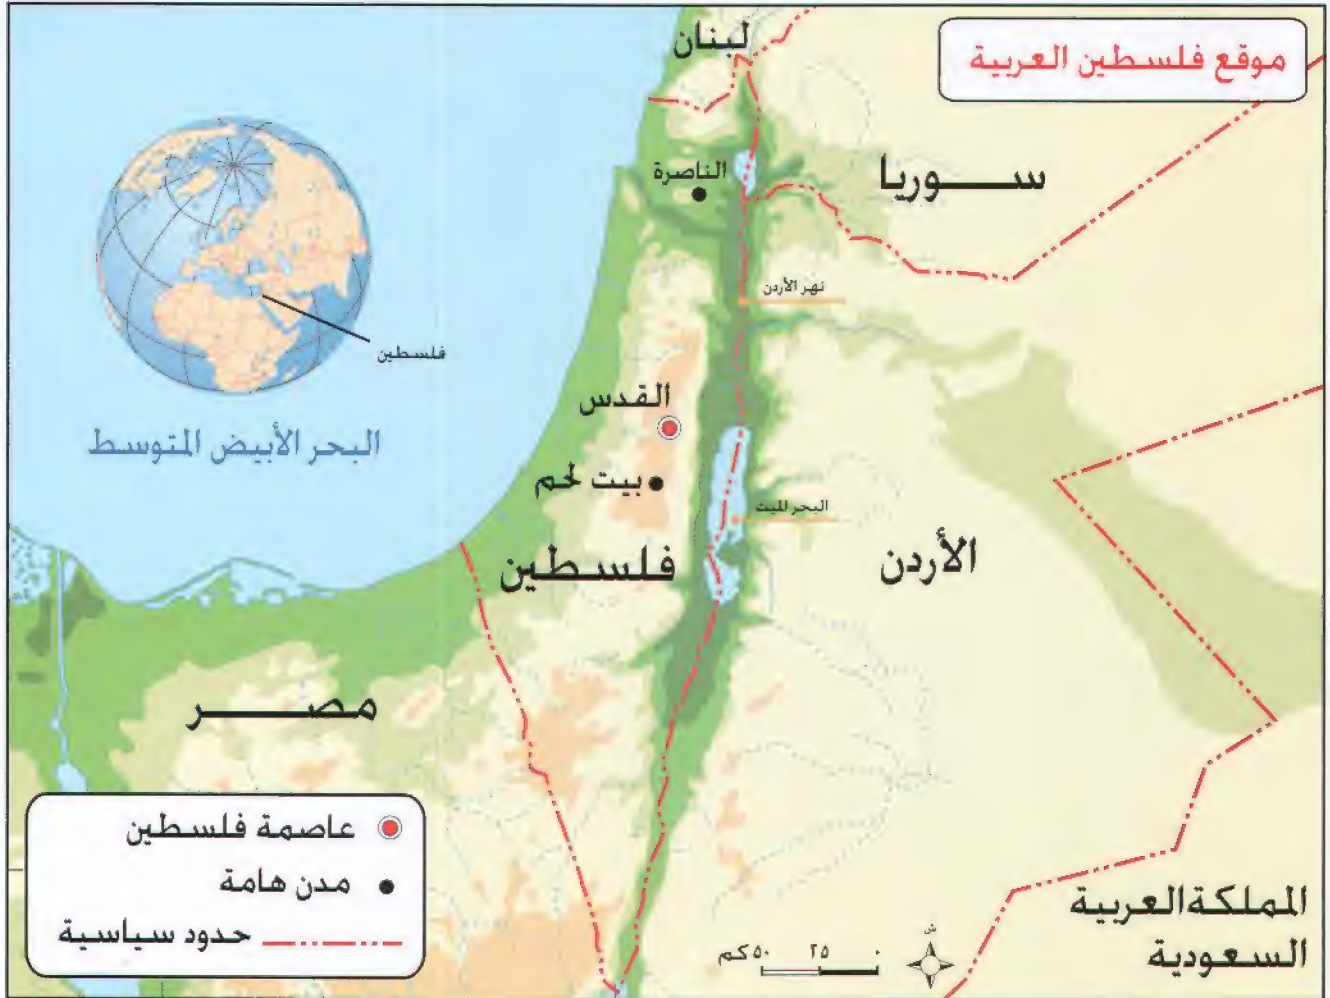 موقع فلسطين العربية
لبنان
سوريا
الناصرة
نهر الأردن
فلسطين
القدس
البحر الأبيض المتوسط
بيت لحم
البحر الميت
فلسطين
الأردن
مصر
عاصمة فلسطين
مدن هامة
حدود سياسية
المملكة العربية
السعودية
ش
٠ ٢٥ ٥٠ كم